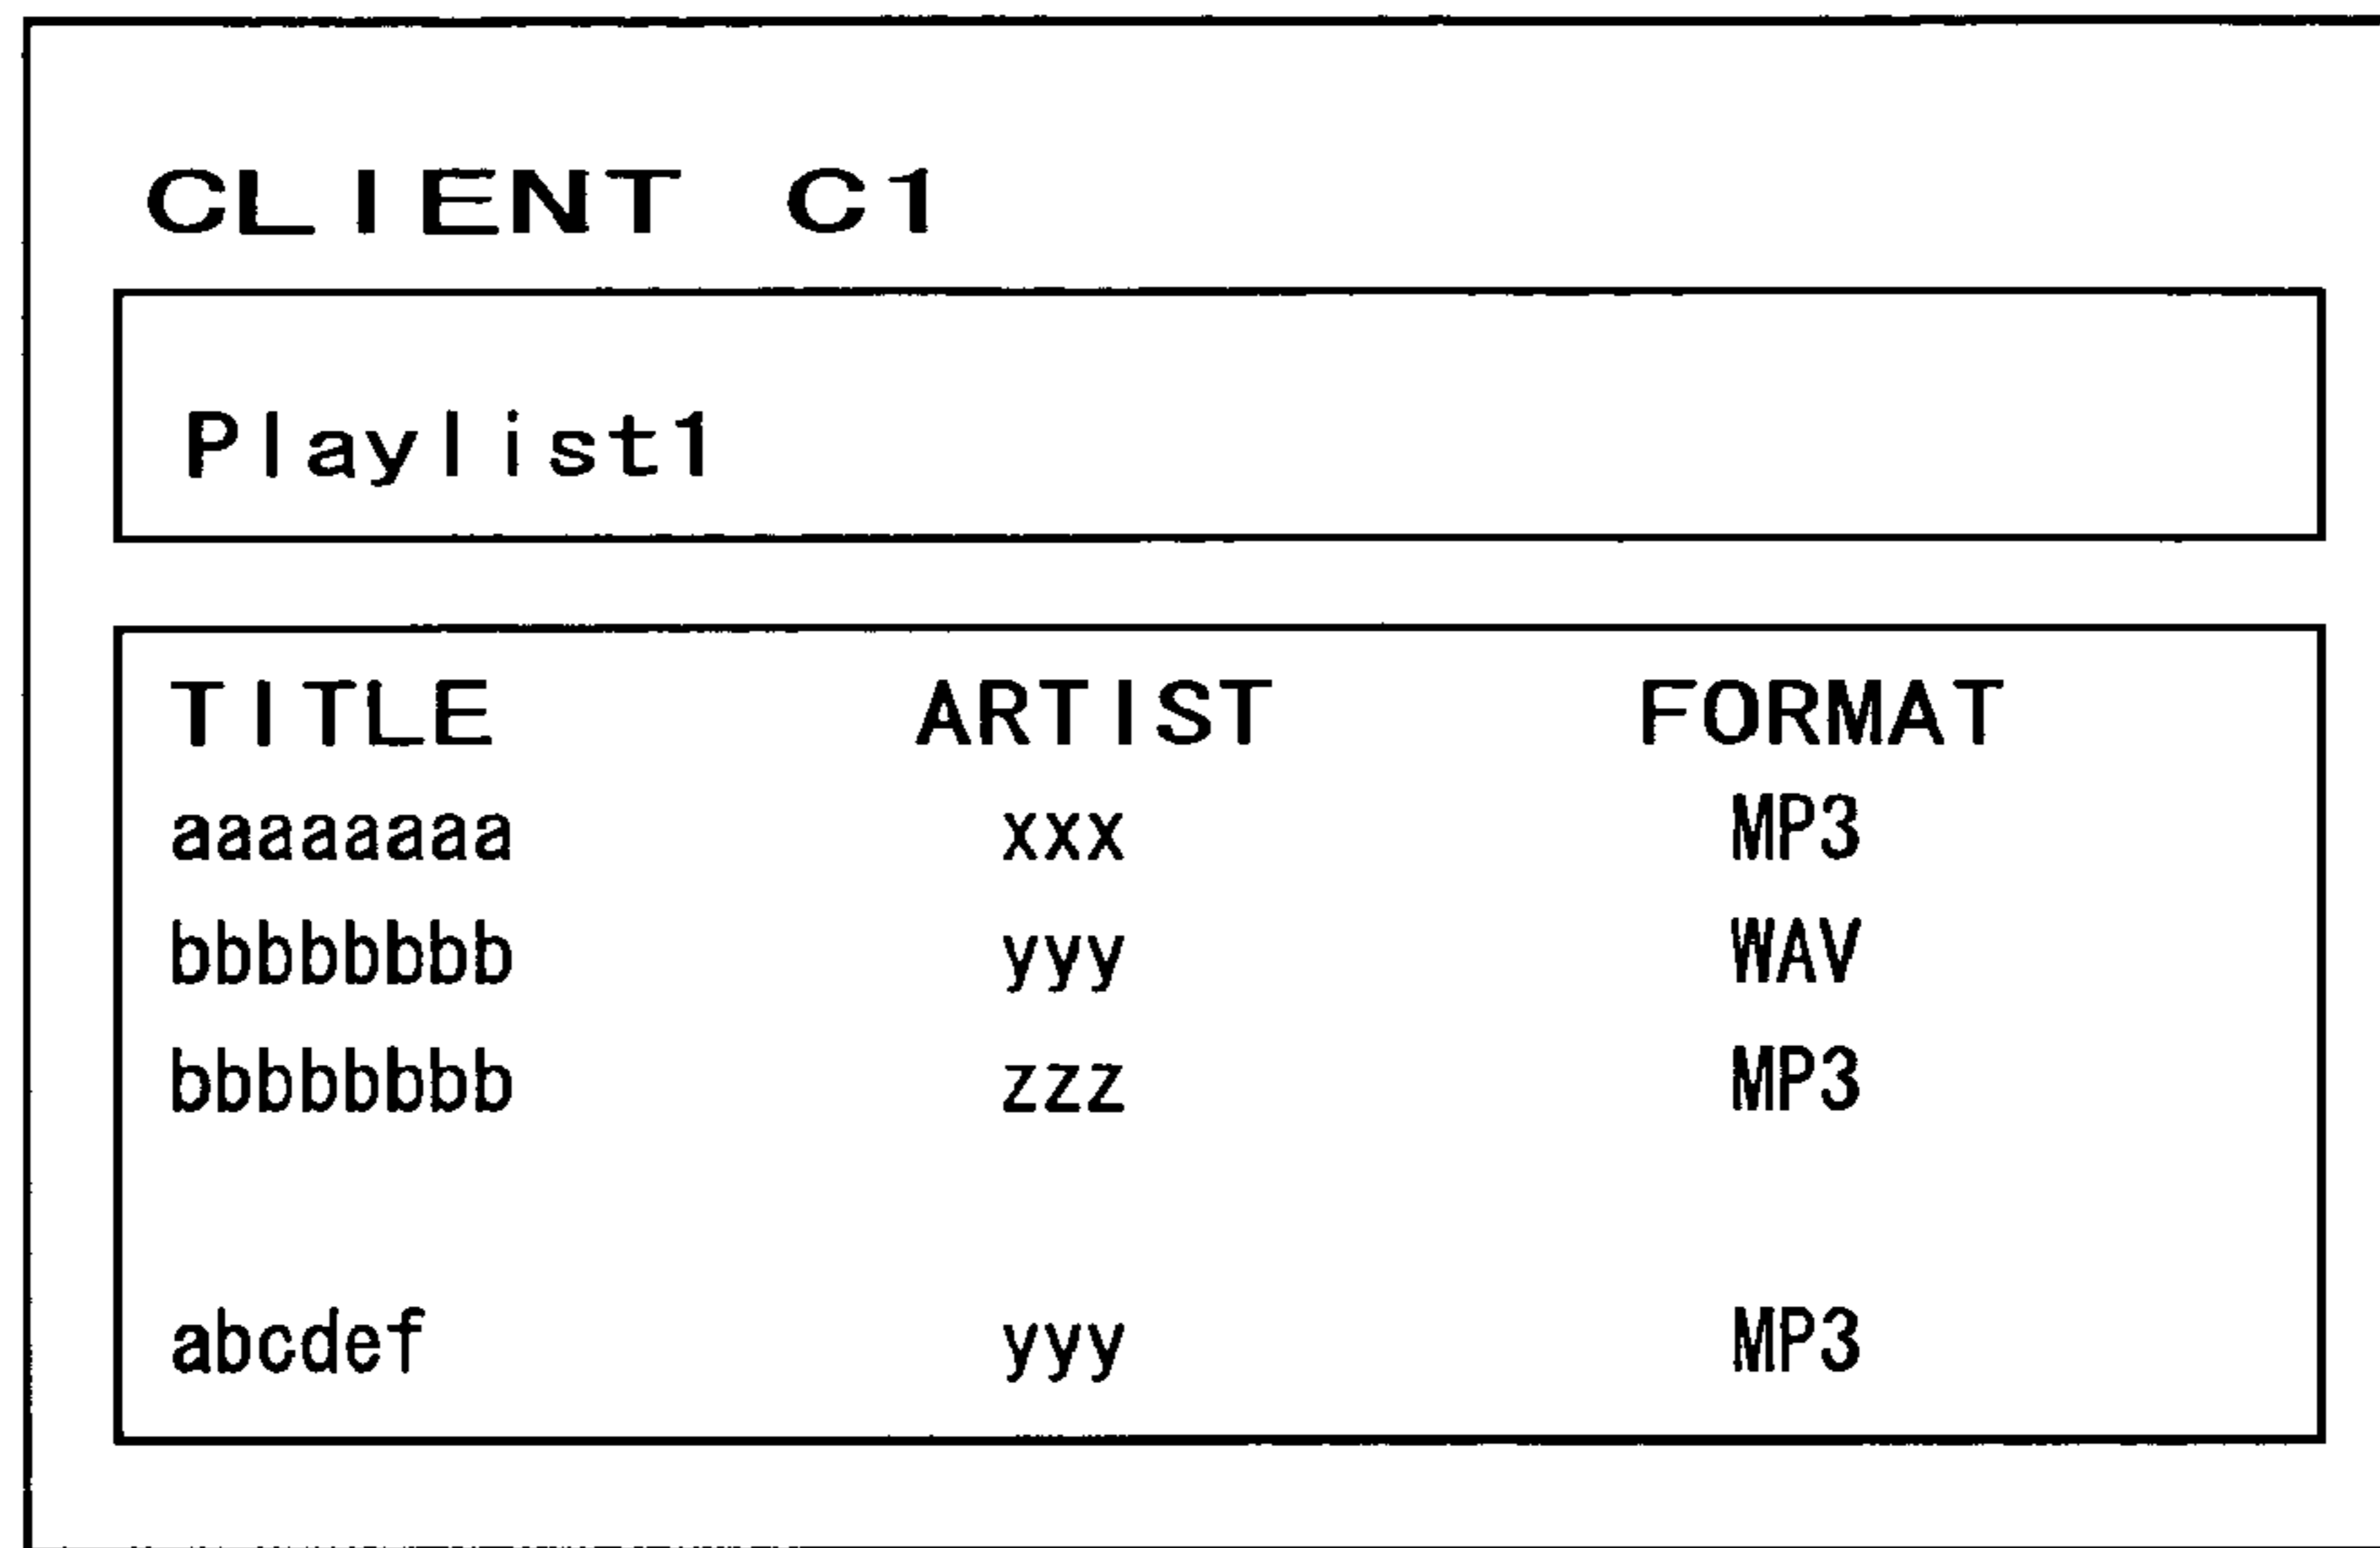 CLIENT C1
Playlist1
TITLE ARTIST FORMAT
aaaaaaaa xxx MP3
bbbbbbbb yyy WAV
bbbbbbbb zzz MP3
abcdef yyy MP3